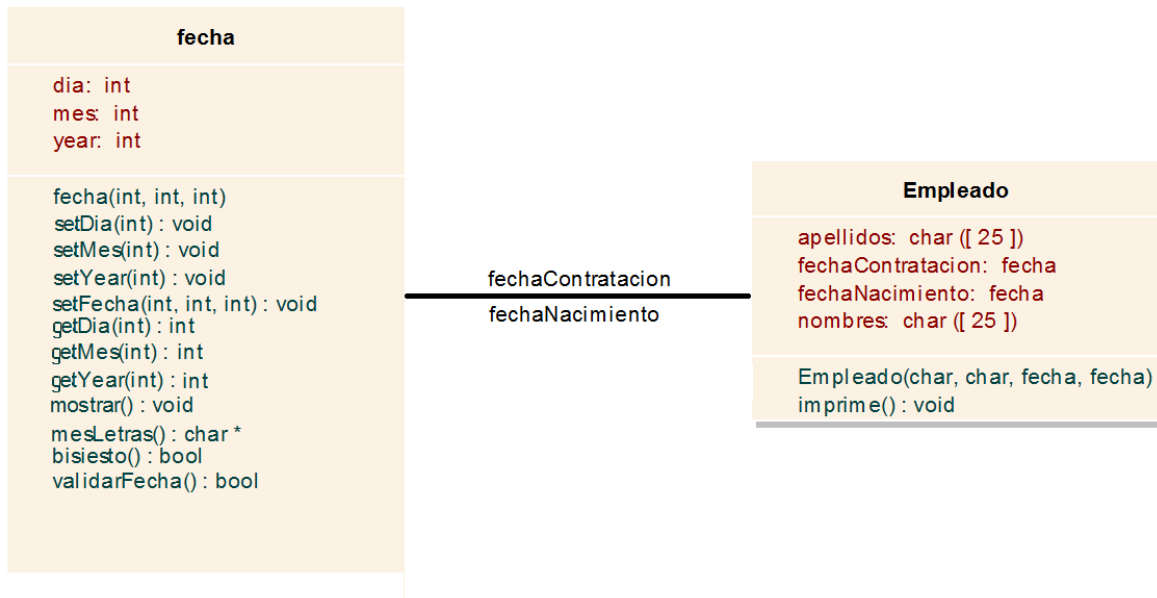 fecha
dia: int
mes: int
year: int
fecha(int, int, int)
setDia(int) : void
setMes(int) : void
setYear(int) : void
setFecha(int, int, int) : void
getDia(int) : int
getMes(int) : int
getYear(int) : int
mostrar() : void
mesLetras() : char *
bisiesto() : bool
validarFecha() : bool
fechaContratacion
fechaNacimiento
Empleado
apellidos: char ([ 25 ])
fechaContratacion: fecha
fechaNacimiento: fecha
nombres: char ([ 25 ])
Empleado(char, char, fecha, fecha)
imprime() : void